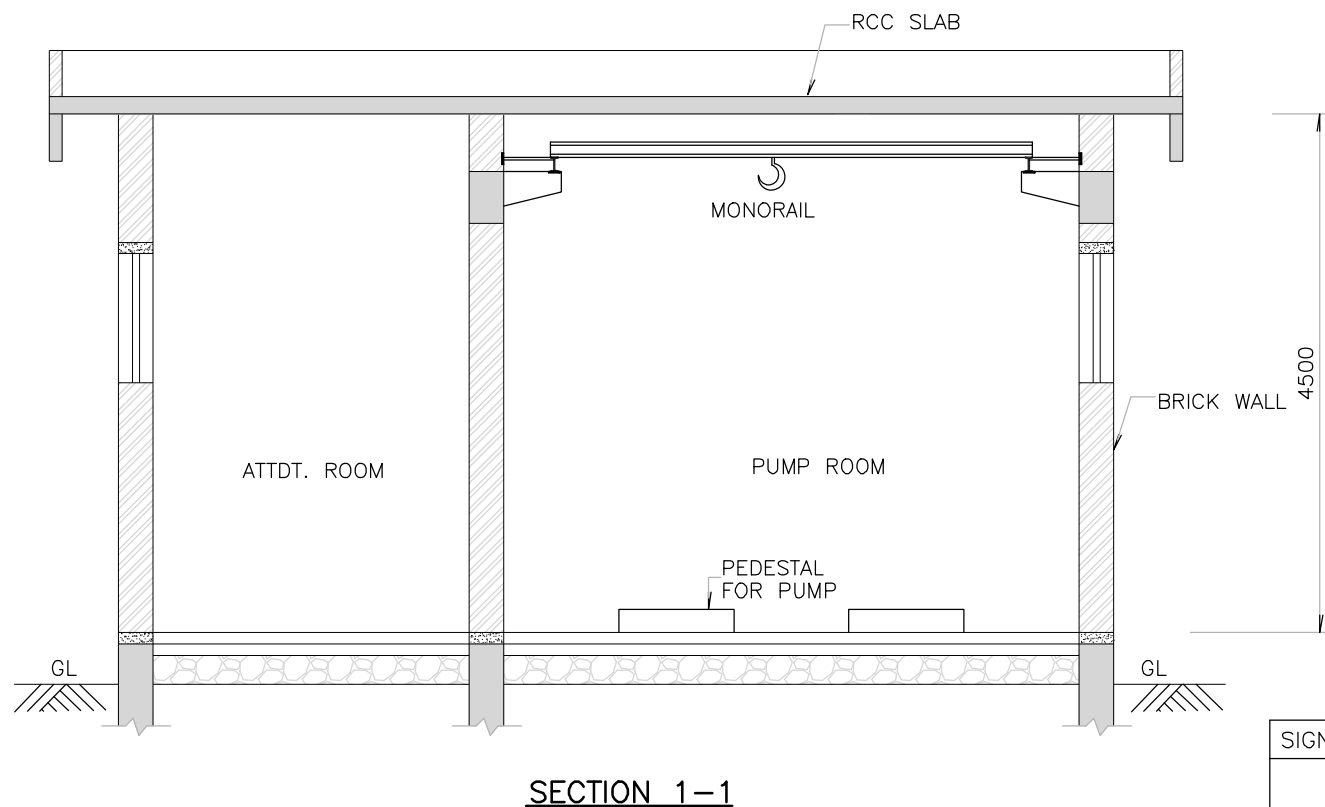 RCC SLAB
MONORAIL
4500
BRICK WALL
ATTDT. ROOM
PUMP ROOM
PEDESTAL
FOR PUMP
GL
GL
SECTION 1-1